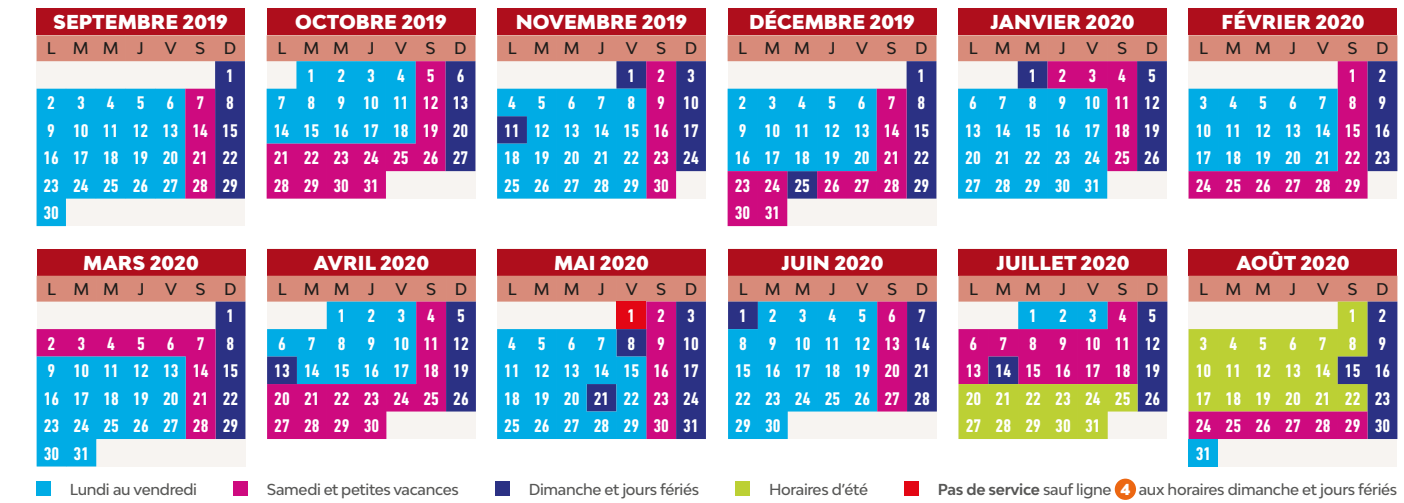 SEPTEMBRE 2019
L M M J V S D
1
2 3 4 5 6 7 8
9 10 11 12 13 14 15
16 17 18 19 20 21 22
23 24 25 26 27 28 29
30
OCTOBRE 2019
L M M J V S D
1 2 3 4 5 6
7 8 9 10 11 12 13
14 15 16 17 18 19 20
21 22 23 24 25 26 27
28 29 30 31
NOVEMBRE 2019
L M M J V S D
1 2 3
4 5 6 7 8 9 10
11 12 13 14 15 16 17
18 19 20 21 22 23 24
25 26 27 28 29 30
DÉCEMBRE 2019
L M M J V S D
1
2 3 4 5 6 7 8
9 10 11 12 13 14 15
16 17 18 19 20 21 22
23 24 25 26 27 28 29
30 31
JANVIER 2020
L M M J V S D
1 2 3 4 5
6 7 8 9 10 11 12
13 14 15 16 17 18 19
20 21 22 23 24 25 26
27 28 29 30 31
FÉVRIER 2020
L M M J V S D
1 2
3 4 5 6 7 8 9
10 11 12 13 14 15 16
17 18 19 20 21 22 23
24 25 26 27 28 29
MARS 2020
L M M J V S D
1
2 3 4 5 6 7 8
9 10 11 12 13 14 15
16 17 18 19 20 21 22
23 24 25 26 27 28 29
30 31
AVRIL 2020
L M M J V S D
1 2 3 4 5
6 7 8 9 10 11 12
13 14 15 16 17 18 19
20 21 22 23 24 25 26
27 28 29 30
MAI 2020
L M M J V S D
1 2 3
4 5 6 7 8 9 10
11 12 13 14 15 16 17
18 19 20 21 22 23 24
25 26 27 28 29 30 31
JUIN 2020
L M M J V S D
1 2 3 4 5 6 7
8 9 10 11 12 13 14
15 16 17 18 19 20 21
22 23 24 25 26 27 28
29 30
JUILLET 2020
L M M J V S D
1 2 3 4 5
6 7 8 9 10 11 12
13 14 15 16 17 18 19
20 21 22 23 24 25 26
27 28 29 30 31
AOÛT 2020
L M M J V S D
1 2
3 4 5 6 7 8 9
10 11 12 13 14 15 16
17 18 19 20 21 22 23
24 25 26 27 28 29 30
31
Lundi au vendredi
Samedi et petites vacances
Dimanche et jours fériés
Horaires d'été
Pas de service sauf ligne 4 aux horaires dimanche et jours fériés